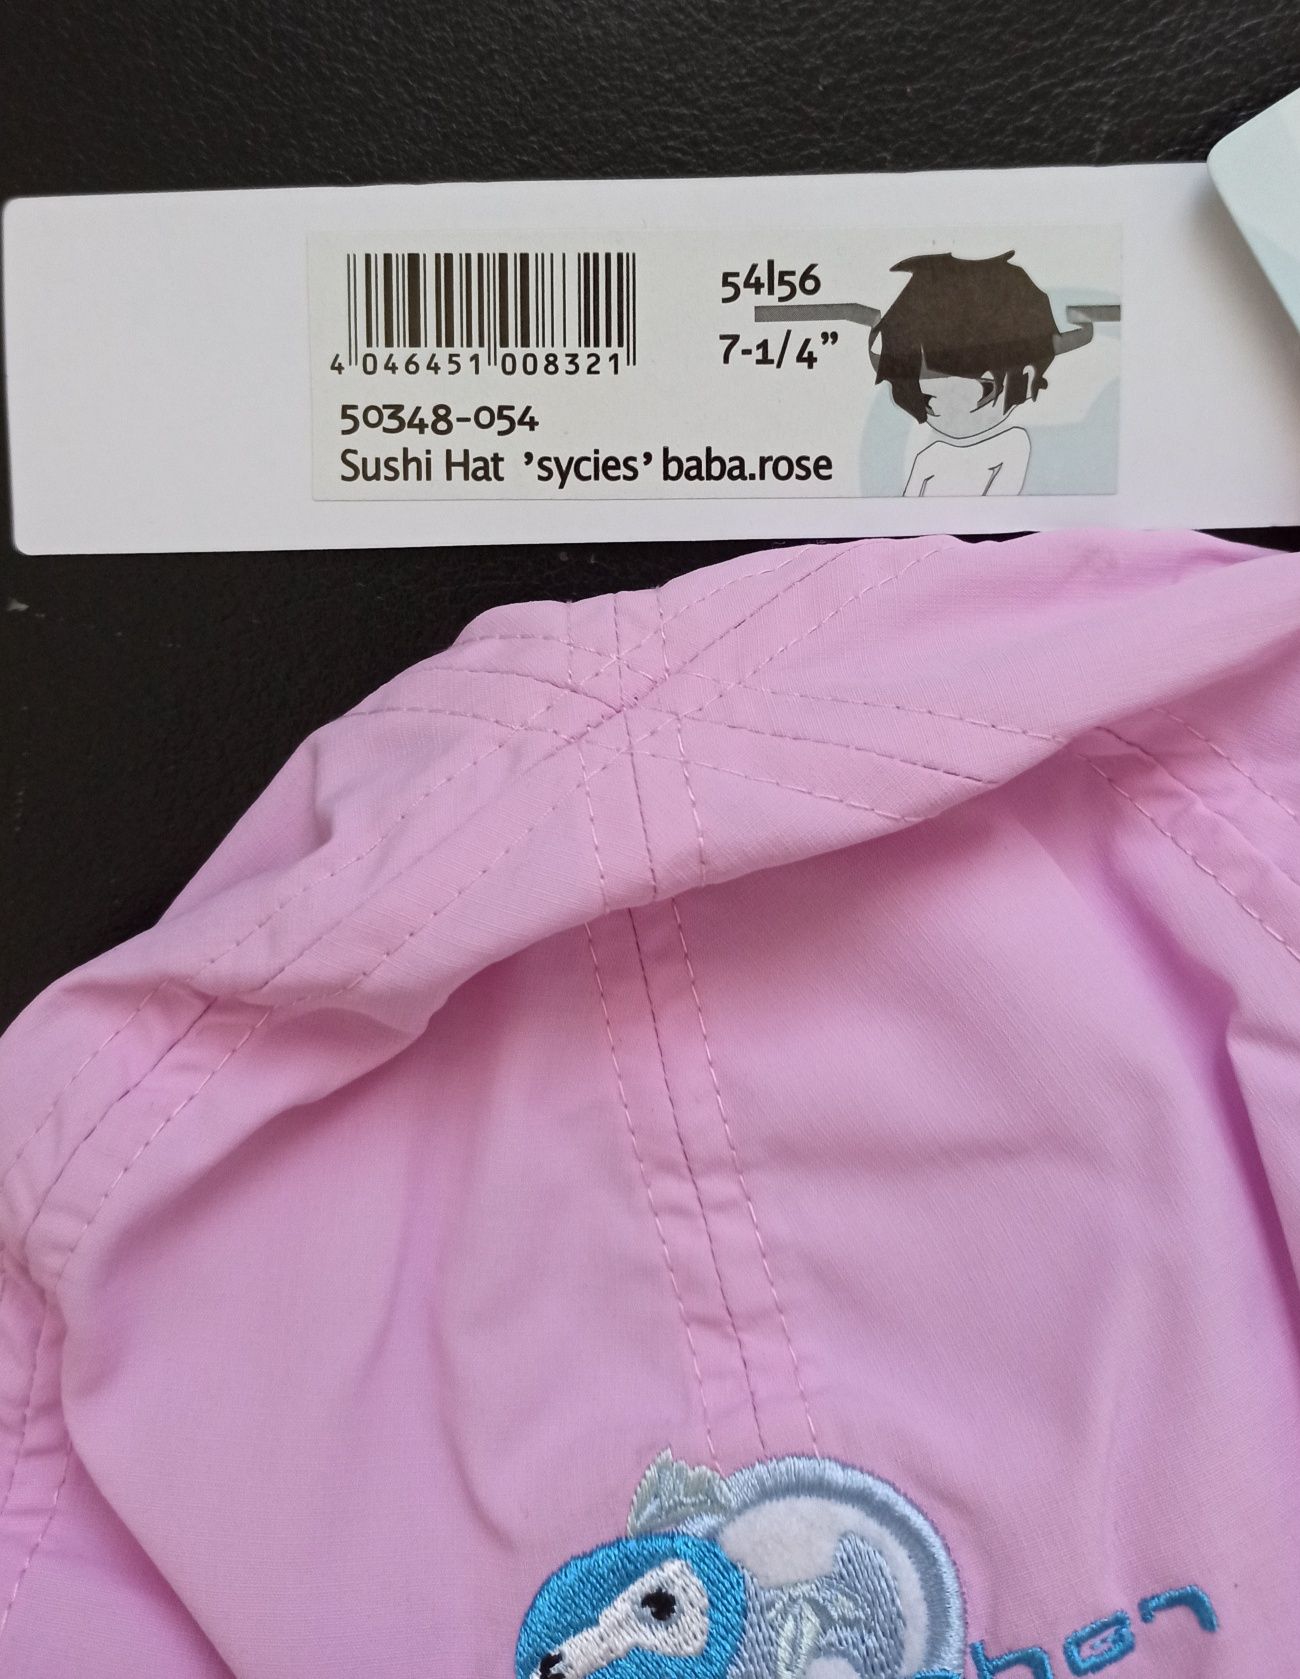 54|56
7-1/4”
4 046451 008321
50348-054
Sushi Hat ’sycies’ baba.rose